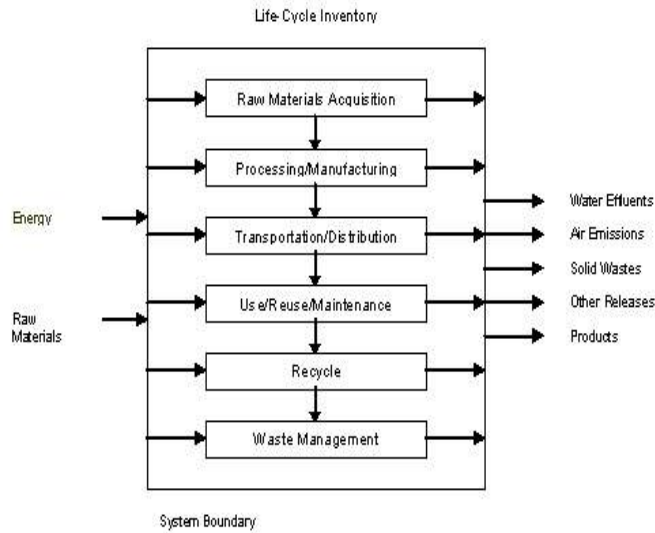 Life-Cycle Inventory
Raw Materials Acquisition
Processing/Manufacturing
Transportation/Distribution
Use/Reuse/Maintenance
Recycle
Waste Management
Energy
Raw
Materials
Water Effluents
Air Emissions
Solid Wastes
Other Releases
Products
System Boundary